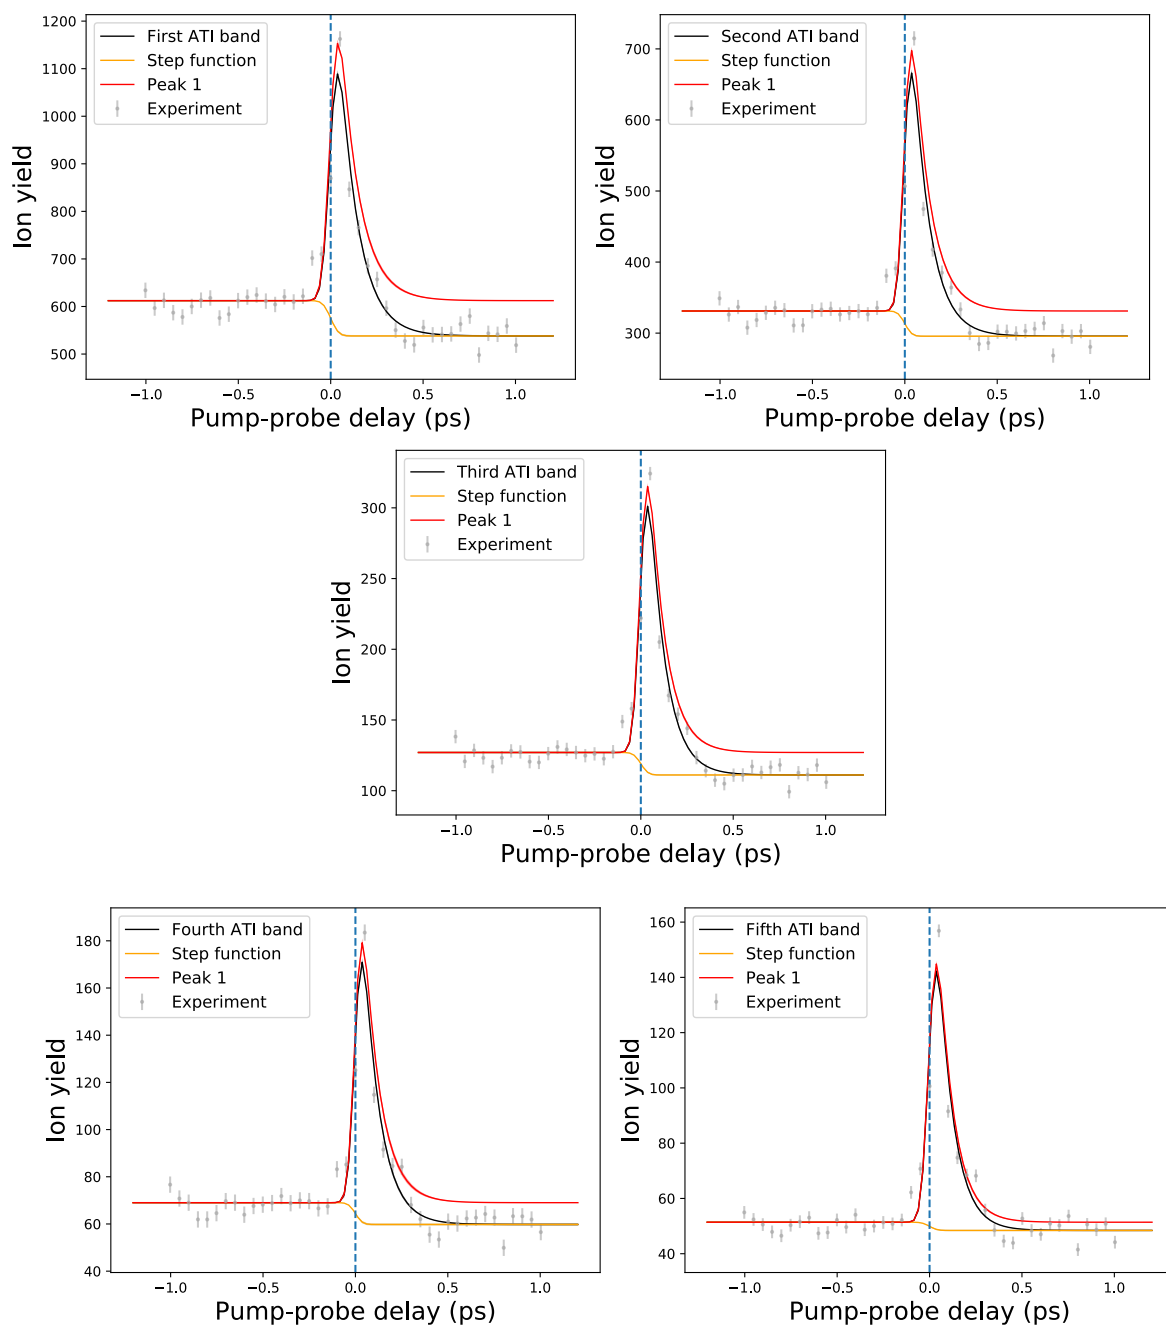 First ATI band
Step function
Peak 1
Experiment
Ion yield
1200
1100
1000
900
800
700
600
500
−1.0
−0.5
0.0
0.5
1.0
Pump-probe delay (ps)
Second ATI band
Step function
Peak 1
Experiment
Ion yield
700
600
500
400
300
−1.0
−0.5
0.0
0.5
1.0
Pump-probe delay (ps)
Third ATI band
Step function
Peak 1
Experiment
Ion yield
300
250
200
150
100
−1.0
−0.5
0.0
0.5
1.0
Pump-probe delay (ps)
Fourth ATI band
Step function
Peak 1
Experiment
Ion yield
180
160
140
120
100
80
60
40
−1.0
−0.5
0.0
0.5
1.0
Pump-probe delay (ps)
Fifth ATI band
Step function
Peak 1
Experiment
Ion yield
160
140
120
100
80
60
40
−1.0
−0.5
0.0
0.5
1.0
Pump-probe delay (ps)